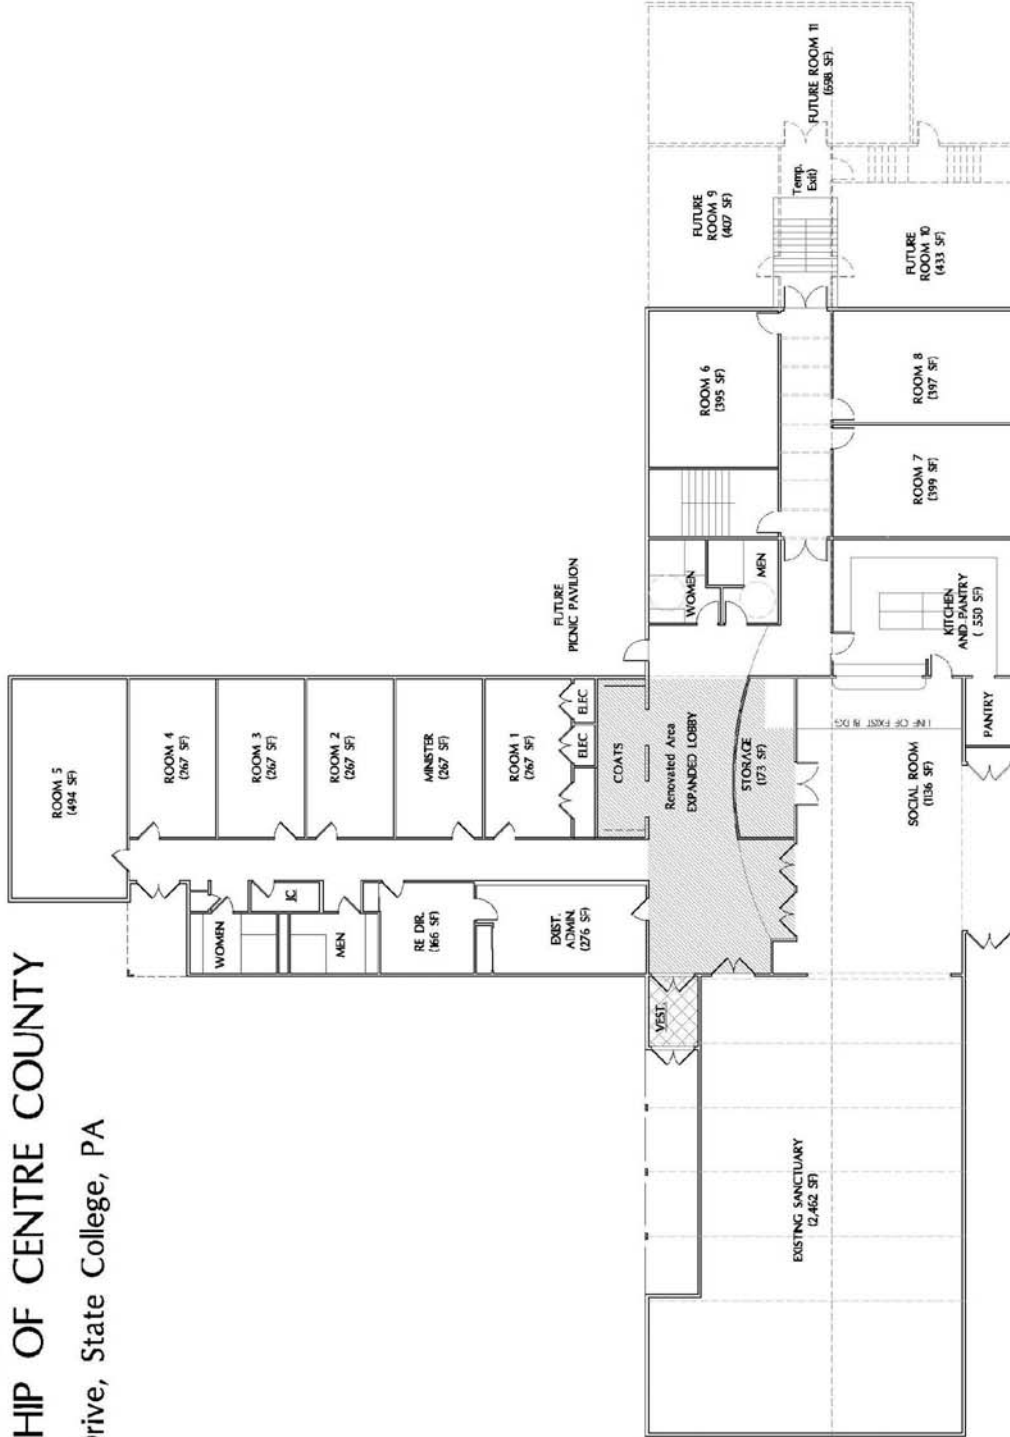 HIP OF CENTRE COUNTY
Drive, State College, PA
ROOM 5
(494 SF)
ROOM 4
(267 SF)
ROOM 3
(267 SF)
ROOM 2
(267 SF)
MINISTER
(267 SF)
ROOM 1
(267 SF)
ELEC
ELEC
COATS
WOMEN
JC
MEN
RE DIR.
(166 SF)
EXIST.
ADMIN.
(276 SF)
VEST.
Renovated Area
EXPANDED LOBBY
STORAGE
(173 SF)
FUTURE
PICNIC PAVILION
WOMEN
MEN
ROOM 6
(395 SF)
FUTURE
ROOM 9
(407 SF)
Temp.
Exit)
FUTURE ROOM 11
(698 SF)
FUTURE
ROOM 10
(433 SF)
ROOM 8
(397 SF)
ROOM 7
(399 SF)
KITCHEN
AND PANTRY
( 550 SF)
PANTRY
LINE OF EXIST BLDG
SOCIAL ROOM
(1136 SF)
EXISTING SANCTUARY
(2,462 SF)